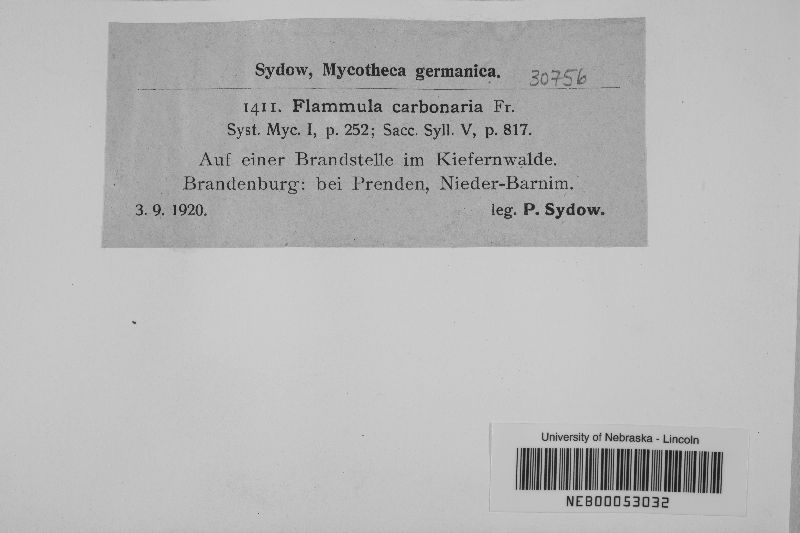 Sydow, Mycotheca germanica. 30756
1411. Flammula carbonaria Fr.
Syst. Myc. I, p. 252; Sacc. Syll. V, p. 817.
Auf einer Brandstelle im Kiefernwalde.
Brandenburg: bei Prenden, Nieder-Barnim.
3. 9. 1920. leg. P. Sydow.
University of Nebraska - Lincoln
NEB00053032